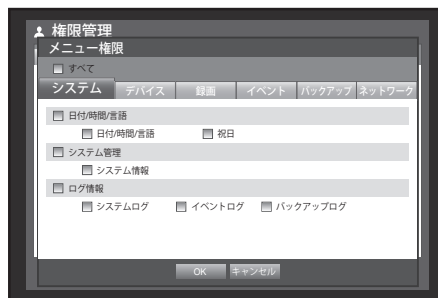 権限管理
メニュー権限
すべて
システム デバイス 録画 イベント バックアップ ネットワーク
日付/時間/言語
日付/時間/言語 祝日
システム管理
システム情報
ログ情報
システムログ イベントログ バックアップログ
OK キャンセル